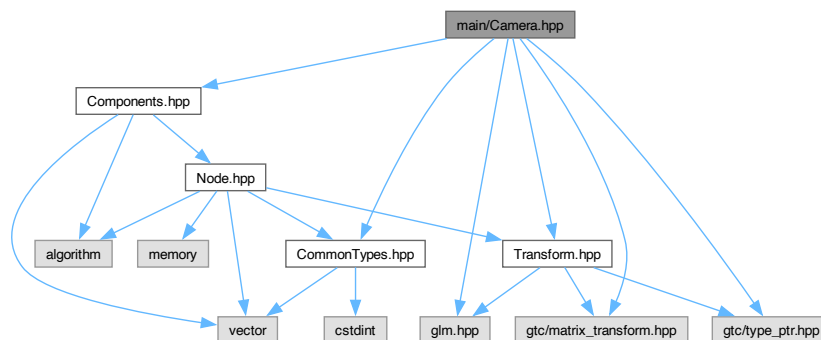 main/Camera.hpp
Components.hpp
Node.hpp
algorithm
memory
CommonTypes.hpp
Transform.hpp
vector
cstdint
glm.hpp
gtc/matrix_transform.hpp
gtc/type_ptr.hpp